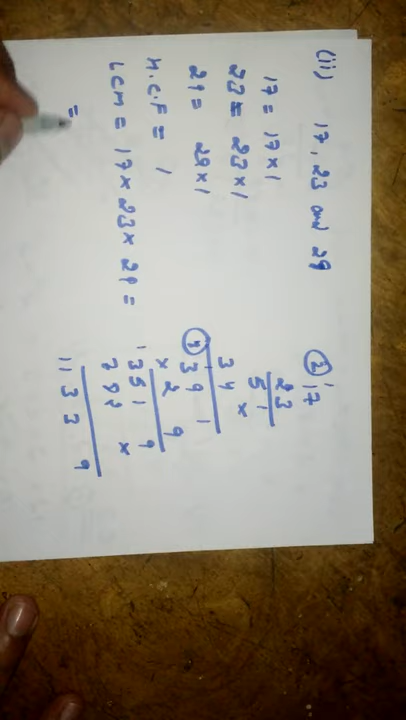 (ii) 17, 23 and 29
17 = 17×1
23 = 23×1
29 = 29×1
H.C.F = 1
LCM = 17× 23× 29 =
=
17
23
51
34 ×
391
× 29
3519
782 ×
11339